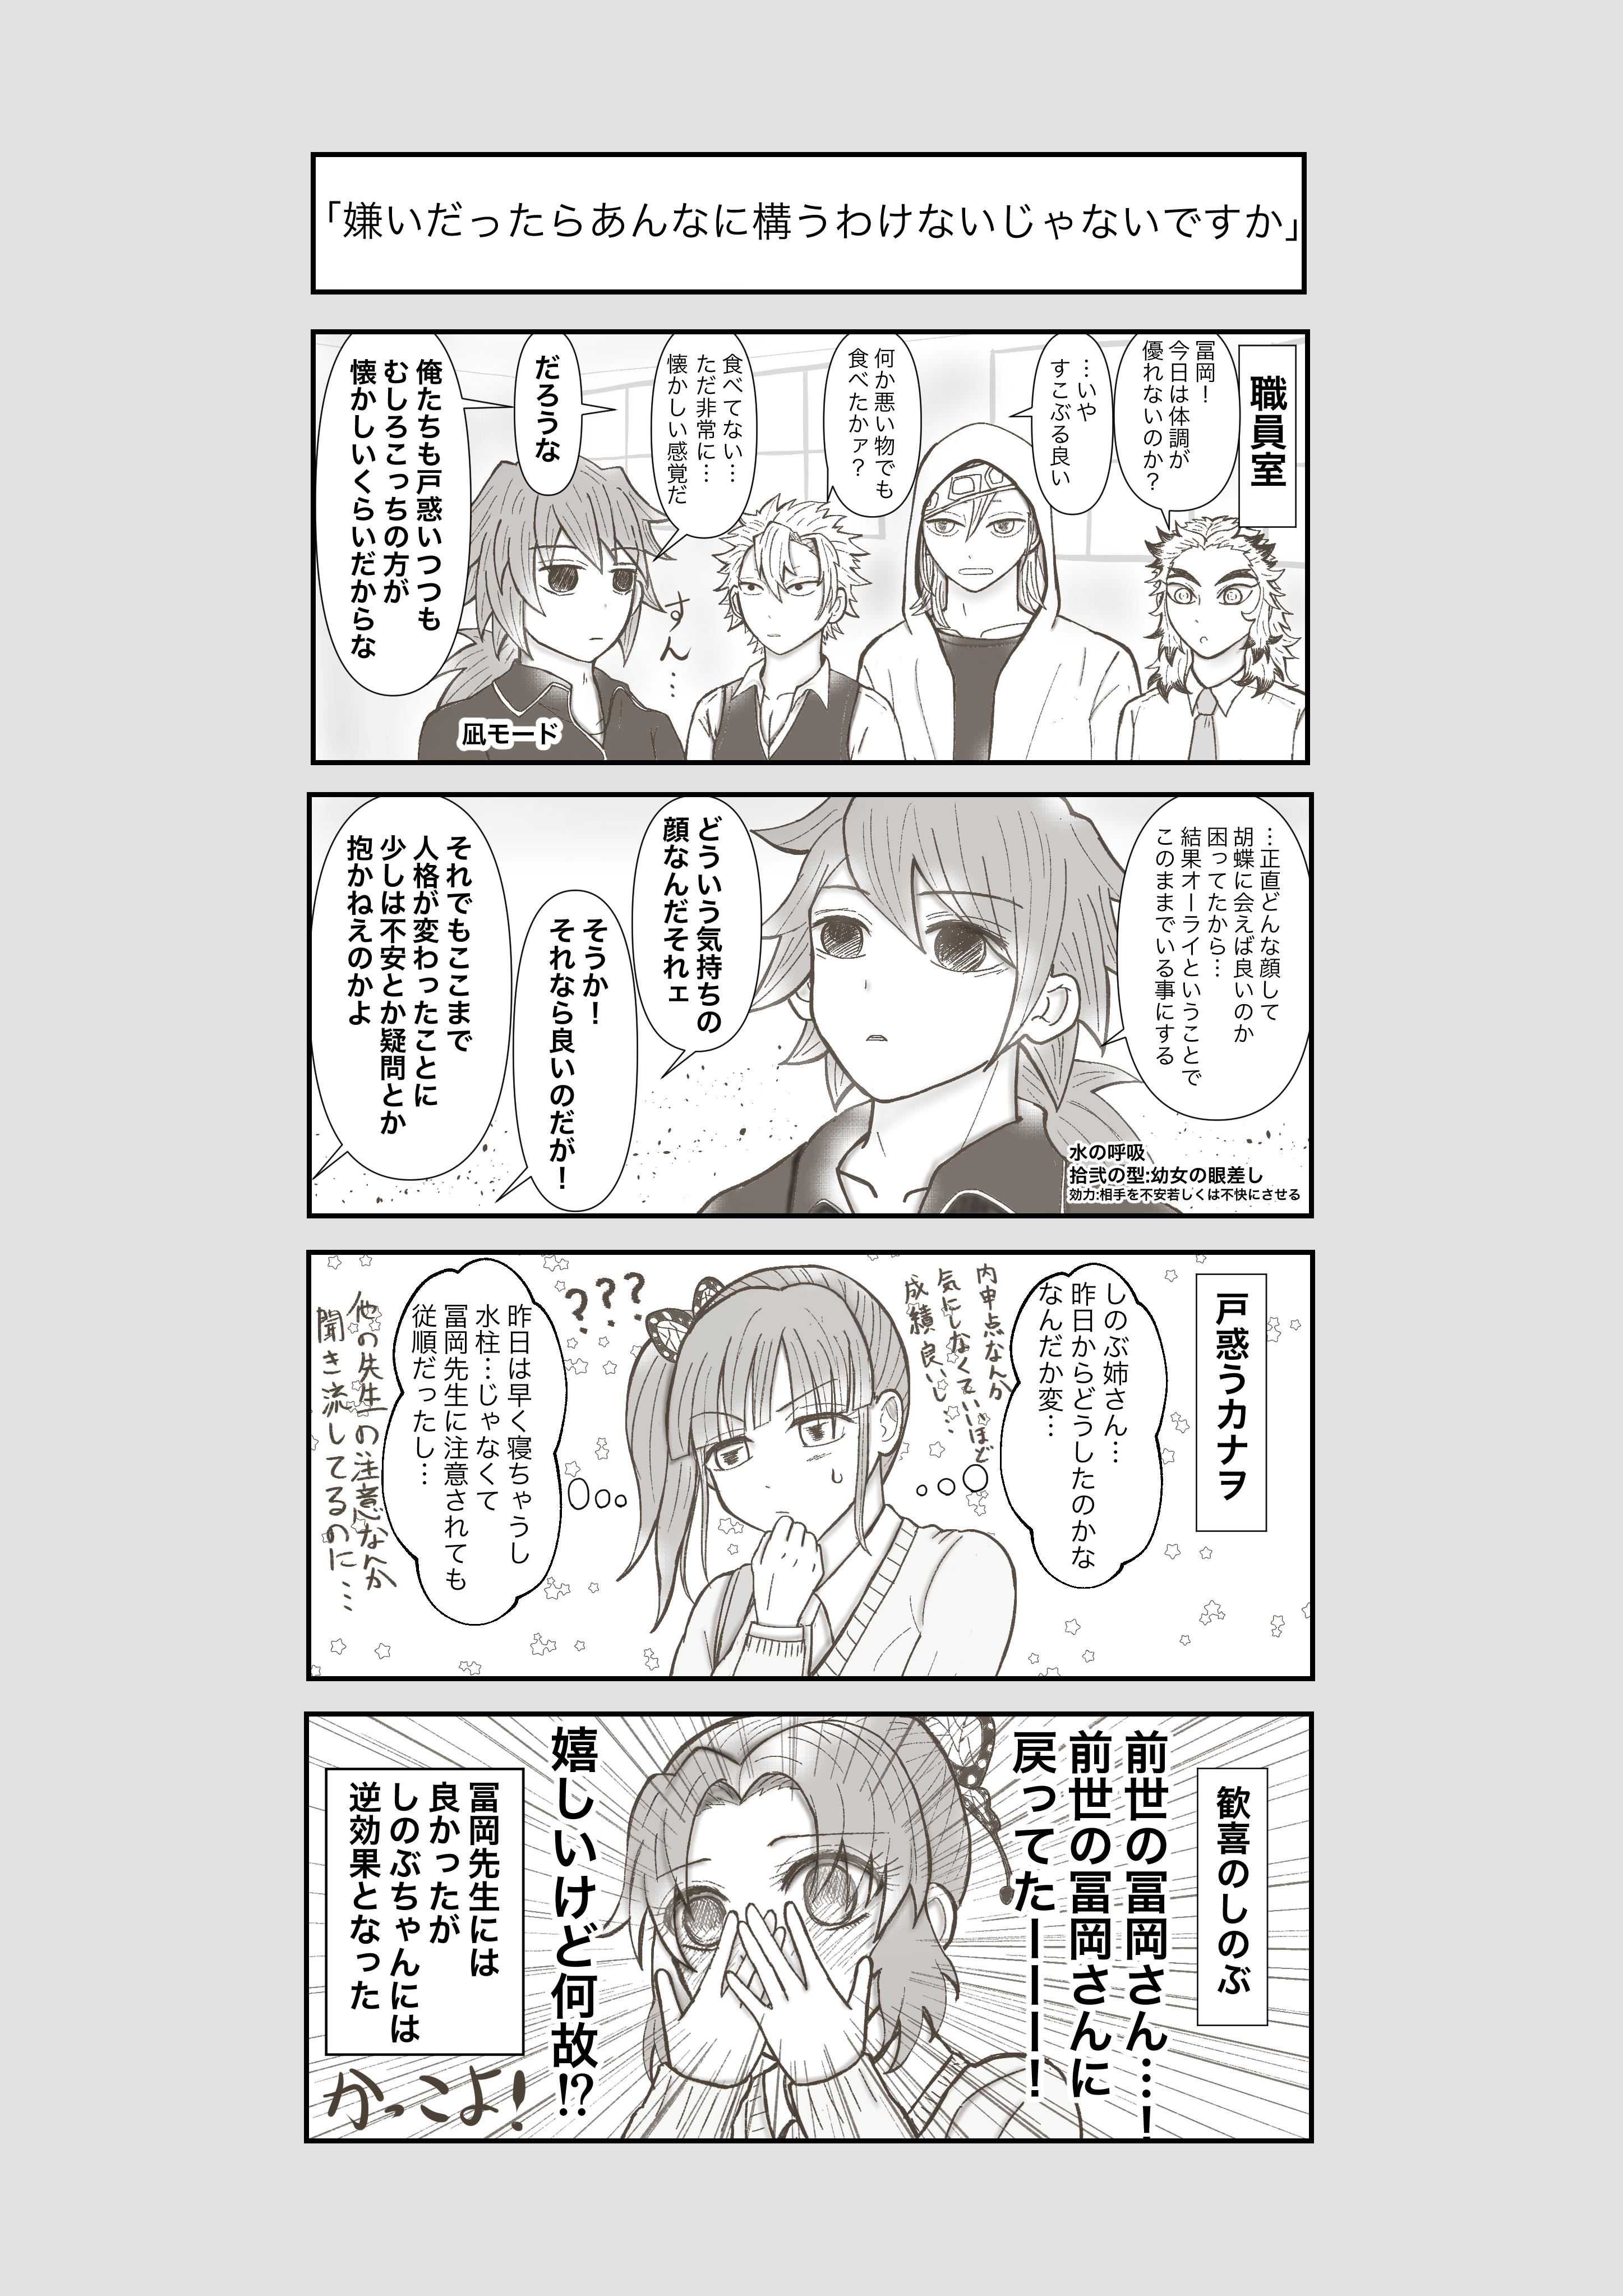 「嫌いだったらあんなに構うわけないじゃないですか」
職員室
冨岡！
今日は体調が
優れないのか？
…いや
すこぶる良い
何か悪い物でも
食べたかァ？
食べてない…
ただ非常に…
懐かしい感覚だ
すん…
だろうな
俺たちも戸惑いつつも
むしろこっちの方が
懐かしいくらいだからな
凪モード
…正直どんな顔して
胡蝶に会えば良いのか
困ってたから…
結果オーライということで
このままでいる事にする
水の呼吸
拾弐の型:幼女の眼差し
効力:相手を不安若しくは不快にさせる
どういう気持ちの
顔なんだそれェ
そうか！
それなら良いのだが！
それでもここまで
人格が変わったことに
少しは不安とか疑問とか
抱かねえのかよ
戸惑うカナヲ
しのぶ姉さん…
昨日からどうしたのかな
なんだか変…
内申点なんか
気にしなくていいほど
成績良いし…
???
昨日は早く寝ちゃうし
水柱…じゃなくて
冨岡先生に注意されても
従順だったし…
他の先生の注意なんか
聞き流してるのに…
歓喜のしのぶ
前世の冨岡さん…！
前世の冨岡さんに
戻ってたーーーー！
嬉しいけど何故⁉
冨岡先生には
良かったが
しのぶちゃんには
逆効果となった
かっこよ！